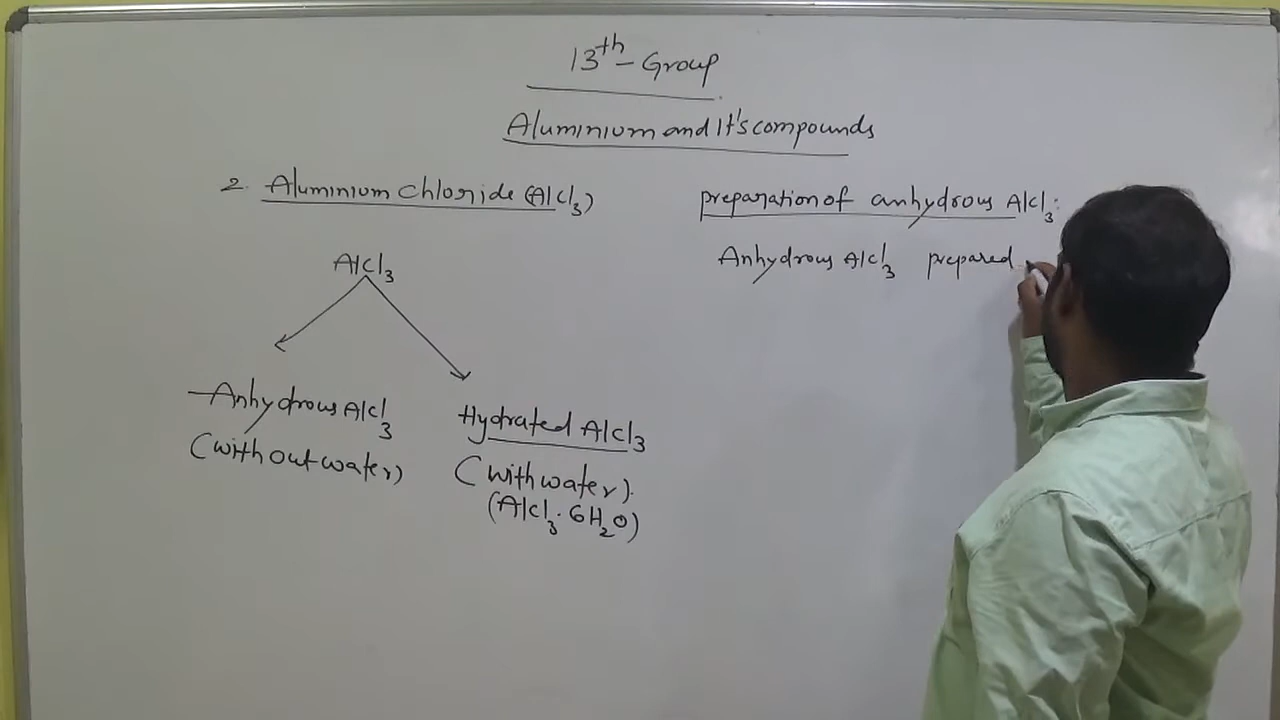 13th - Group
Aluminium and It's compounds
2. Aluminium chloride (AlCl3)
AlCl3
Anhydrous AlCl3
(without water)
Hydrated AlCl3
(with water).
(AlCl3.6H2O)
preparation of anhydrous AlCl3:
Anhydrous AlCl3 prepared